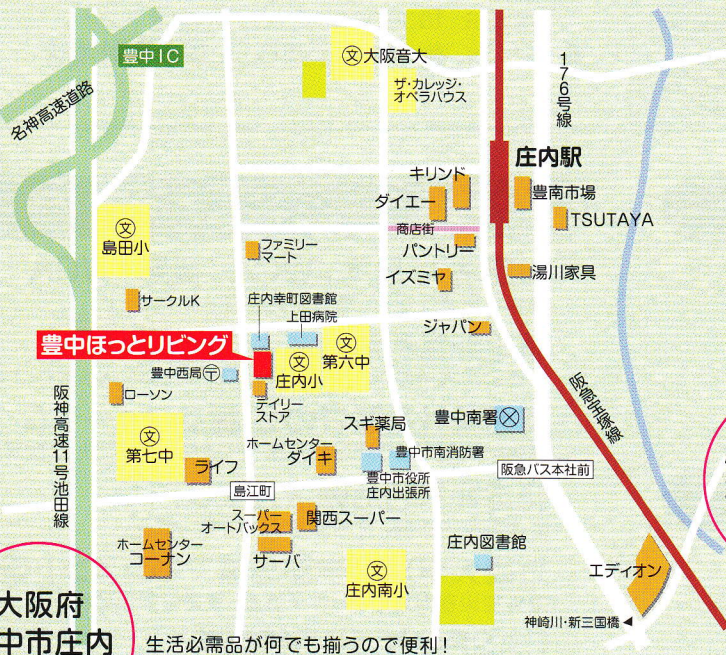 豊中IC
名神高速道路
文 大阪音大
ザ・カレッジ・
オペラハウス
176号線
庄内駅
キリンド
ダイエー
豊南市場
TSUTAYA
商店街
パントリー
イズミヤ
湯川家具
文
島田小
ファミリー
マート
サークルK
庄内幸町図書館
上田病院
ジャパン
豊中ほっとリビング
文
第六中
文
庄内小
豊中西局〒
デイリー
ストア
ローソン
阪神高速11号池田線
阪急宝塚線
文
第七中
ライフ
ホームセンター
ダイキ
スギ薬局
豊中南署
豊中市南消防署
豊中市役所
庄内出張所
阪急バス本社前
島江町
スーパー
オートバックス
関西スーパー
サーバ
ホームセンター
コーナン
文
庄内南小
庄内図書館
エディオン
神崎川・新三国橋◀
大阪府
中市庄内
生活必需品が何でも揃うので便利!